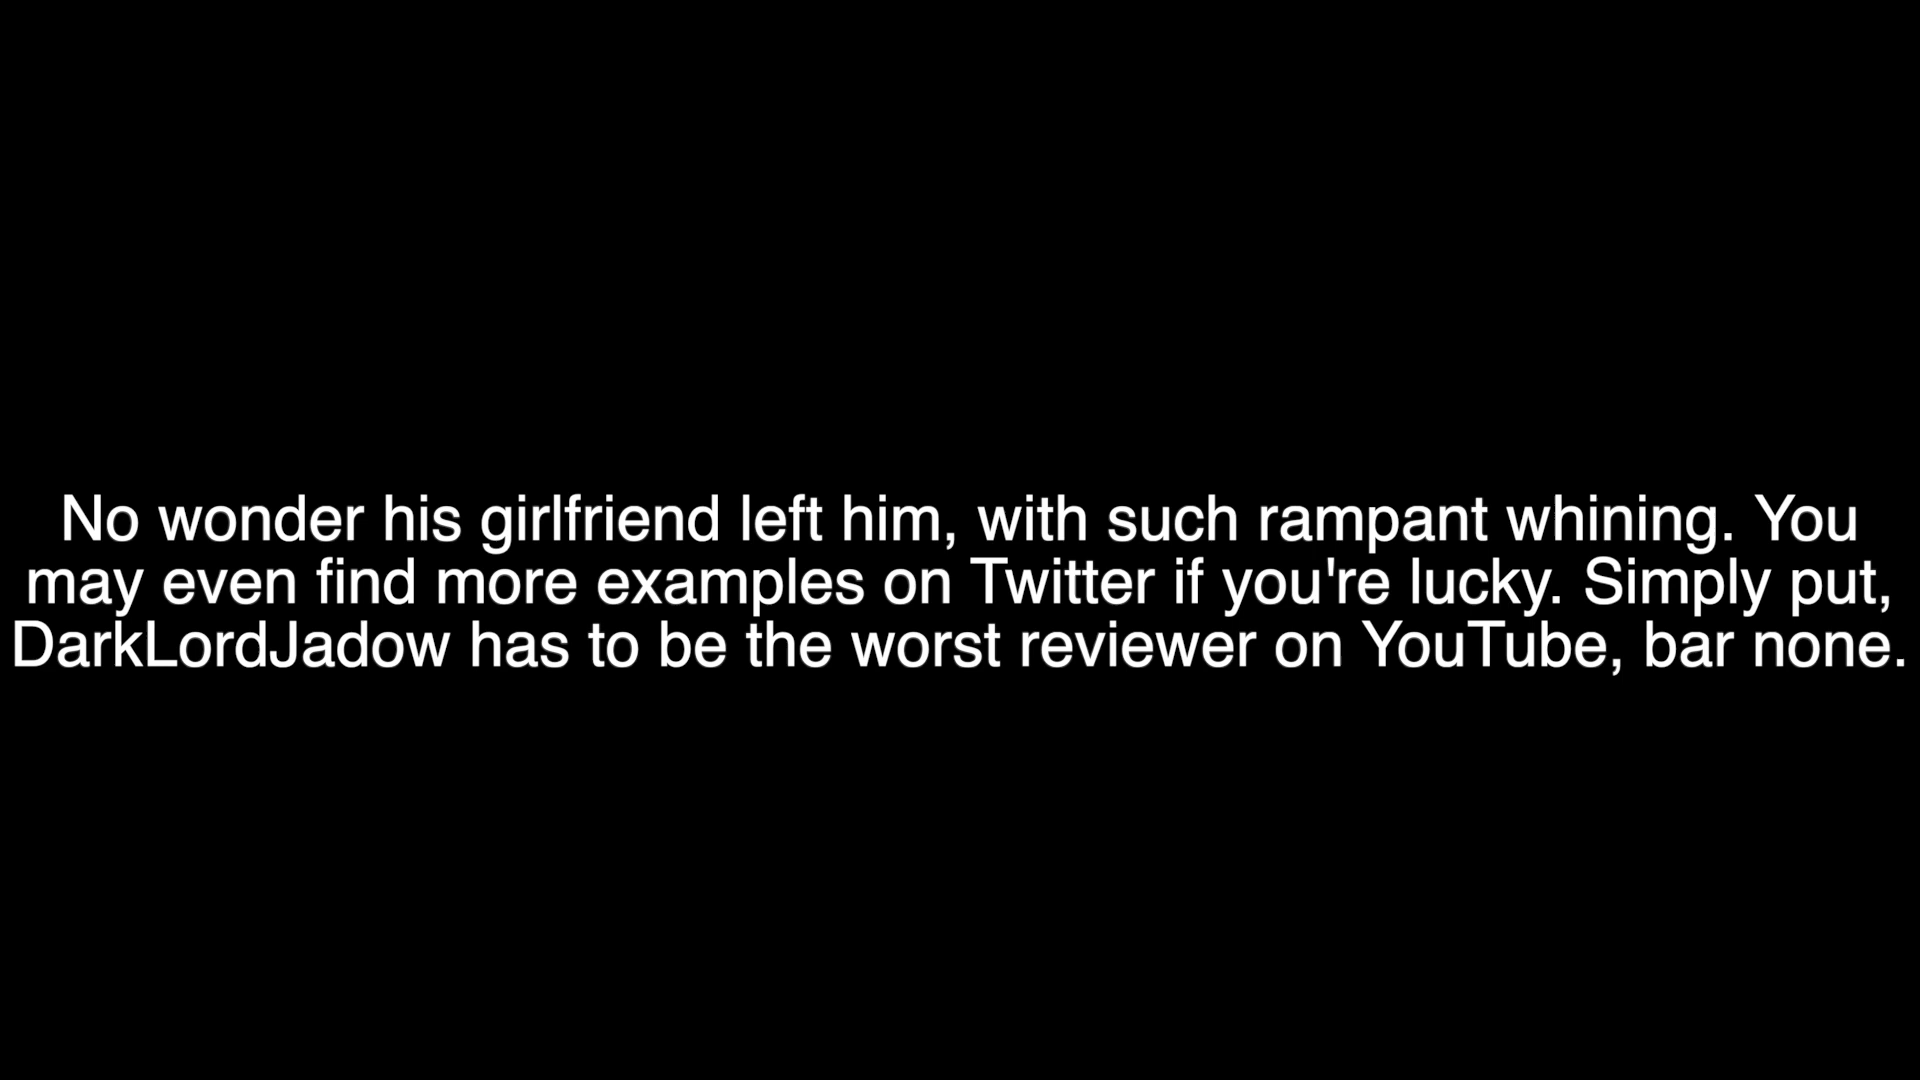 No wonder his girlfriend left him, with such rampant whining. You
may even find more examples on Twitter if you're lucky. Simply put,
DarkLordJadow has to be the worst reviewer on YouTube, bar none.